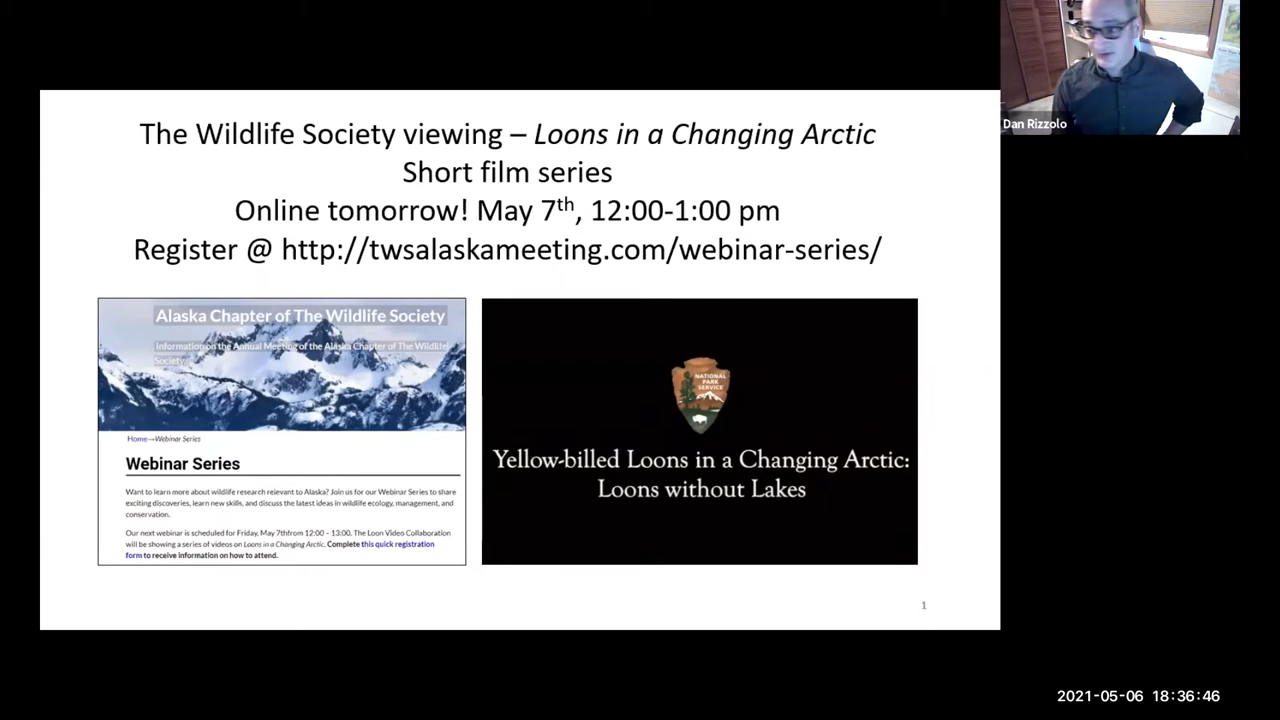 The Wildlife Society viewing – Loons in a Changing Arctic
Short film series
Online tomorrow! May 7th, 12:00-1:00 pm
Register @ http://twsalaskameeting.com/webinar-series/
Alaska Chapter of The Wildlife Society
Information on the Annual Meeting of the Alaska Chapter of The Wildlife
Society
Home→Webinar Series
Webinar Series
Want to learn more about wildlife research relevant to Alaska? Join us for our Webinar Series to share
exciting discoveries, learn new skills, and discuss the latest ideas in wildlife ecology, management, and
conservation.
Our next webinar is scheduled for Friday, May 7thfrom 12:00 - 13:00. The Loon Video Collaboration
will be showing a series of videos on Loons in a Changing Arctic. Complete this quick registration
form to receive information on how to attend.
NATIONAL
PARK
SERVICE
Yellow-billed Loons in a Changing Arctic:
Loons without Lakes
1
Dan Rizzolo
2021-05-06 18:36:46